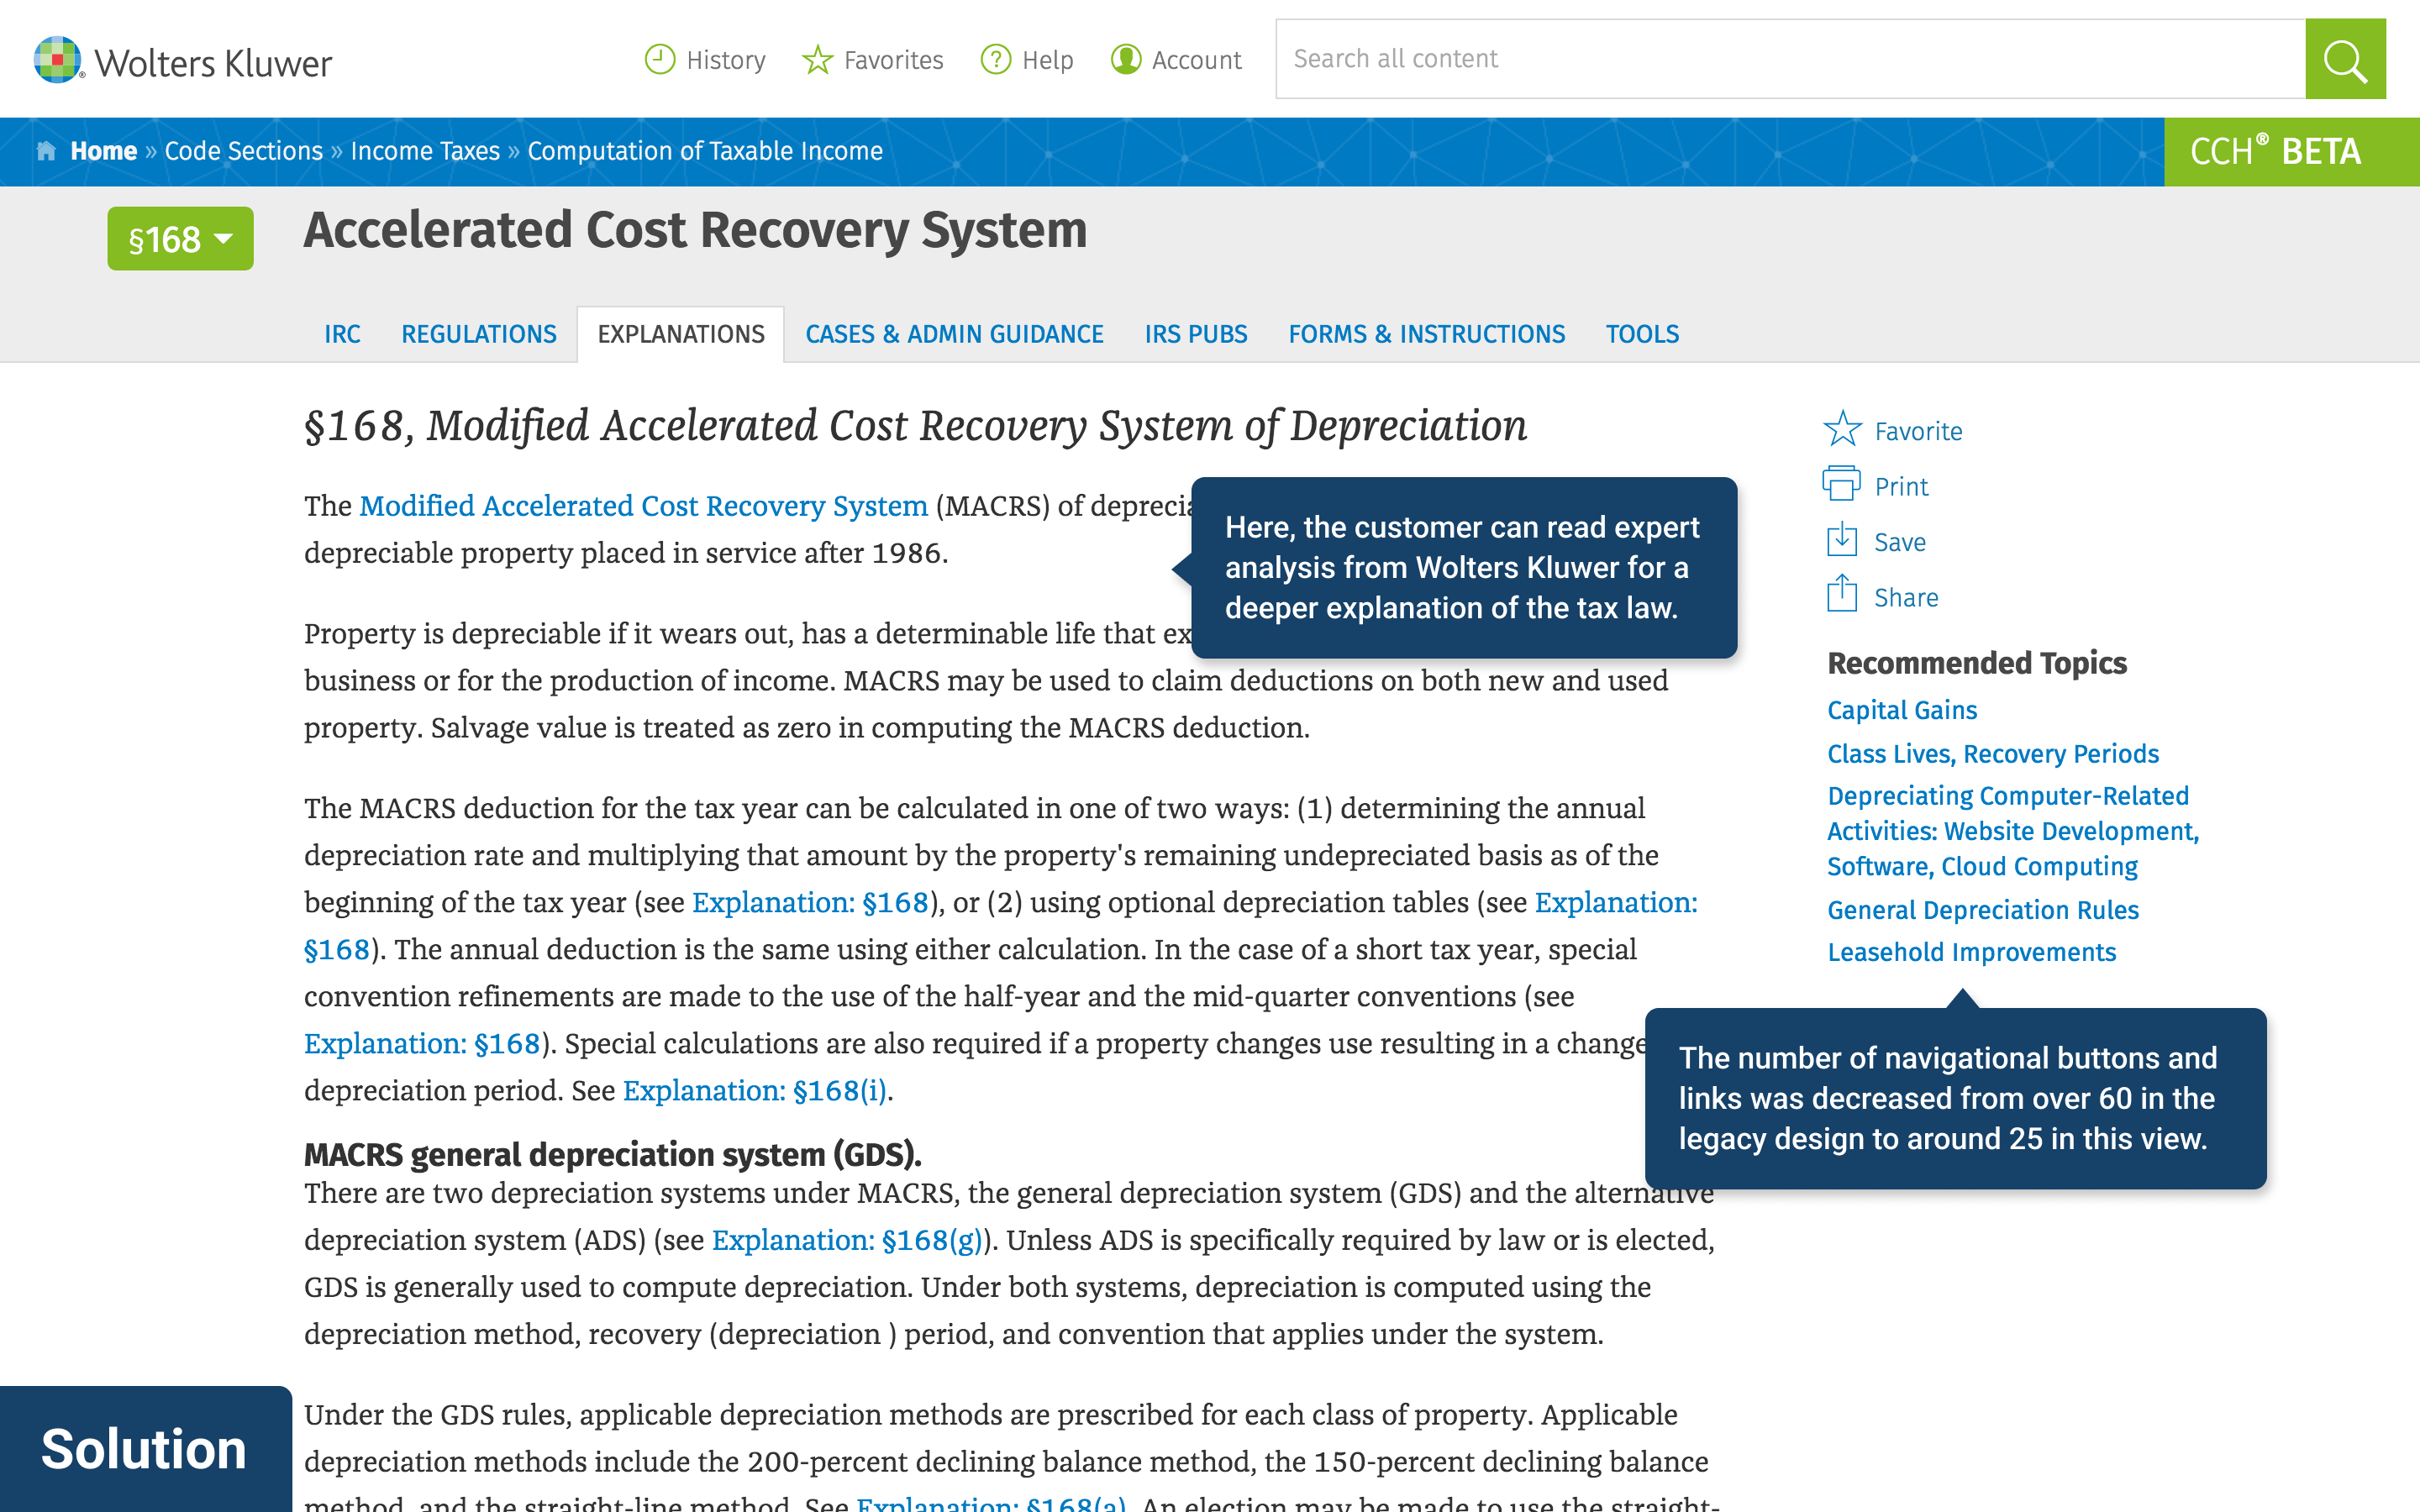 Wolters Kluwer
History Favorites Help Account Search all content
Home » Code Sections » Income Taxes » Computation of Taxable Income
CCH® BETA
§168
Accelerated Cost Recovery System
IRC REGULATIONS EXPLANATIONS CASES & ADMIN GUIDANCE IRS PUBS FORMS & INSTRUCTIONS TOOLS
§168, Modified Accelerated Cost Recovery System of Depreciation
The Modified Accelerated Cost Recovery System (MACRS) of
depreciable property placed in service after 1986.
Property is depreciable if it wears out, has a determinable life that
business or for the production of income. MACRS may be used to claim deductions on both new and used
property. Salvage value is treated as zero in computing the MACRS deduction.
The MACRS deduction for the tax year can be calculated in one of two ways: (1) determining the annual
depreciation rate and multiplying that amount by the property's remaining undepreciated basis as of the
beginning of the tax year (see Explanation: §168), or (2) using optional depreciation tables (see Explanation:
§168). The annual deduction is the same using either calculation. In the case of a short tax year, special
convention refinements are made to the use of the half-year and the mid-quarter conventions (see
Explanation: §168). Special calculations are also required if a property changes use resulting in a change
depreciation period. See Explanation: §168(i).
MACRS general depreciation system (GDS).
There are two depreciation systems under MACRS, the general depreciation system (GDS) and the alternative
depreciation system (ADS) (see Explanation: §168(g)). Unless ADS is specifically required by law or is elected,
GDS is generally used to compute depreciation. Under both systems, depreciation is computed using the
depreciation method, recovery (depreciation ) period, and convention that applies under the system.
Under the GDS rules, applicable depreciation methods are prescribed for each class of property. Applicable
depreciation methods include the 200-percent declining balance method, the 150-percent declining balance
method, and the straight-line method. See Explanation: §168(a). An election may be made to use the straight-
Here, the customer can read expert
analysis from Wolters Kluwer for a
deeper explanation of the tax law.
Favorite
Print
Save
Share
Recommended Topics
Capital Gains
Class Lives, Recovery Periods
Depreciating Computer-Related
Activities: Website Development,
Software, Cloud Computing
General Depreciation Rules
Leasehold Improvements
The number of navigational buttons and
links was decreased from over 60 in the
legacy design to around 25 in this view.
Solution